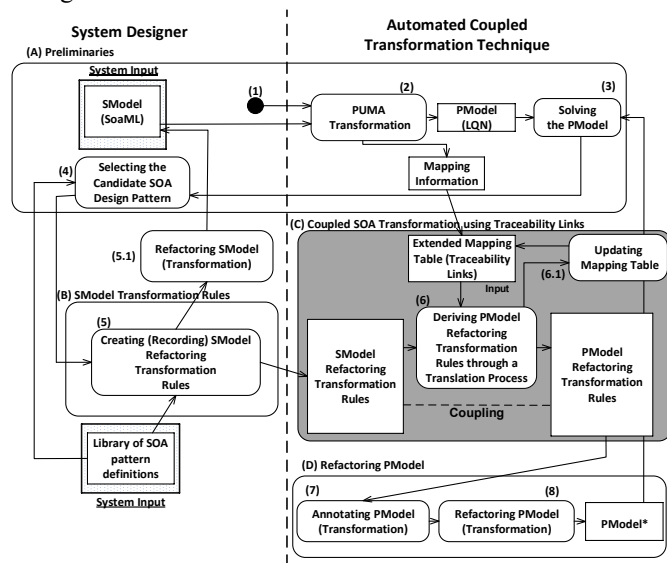 System Designer
Automated Coupled
Transformation Technique
(A) Preliminaries
System Input
SModel
(SoaML)
(1)
(2)
PUMA
Transformation
PModel
(LQN)
(3)
Solving
the PModel
(4)
Selecting the
Candidate SOA
Design Pattern
Mapping
Information
(C) Coupled SOA Transformation using Traceability Links
(5.1)
Refactoring SModel
(Transformation)
Extended Mapping
Table (Traceability
Links)
Input
Updating
Mapping Table
(6.1)
(B) SModel Transformation Rules
(5)
Creating (Recording) SModel
Refactoring
Transformation
Rules
SModel
Refactoring
Transformation
Rules
(6)
Deriving PModel
Refactoring
Transformation
Rules through a
Translation Process
PModel
Refactoring
Transformation
Rules
Coupling
Library of SOA
pattern
definitions
System Input
(D) Refactoring PModel
(7)
Annotating PModel
(Transformation)
(8)
Refactoring PModel
(Transformation)
PModel*